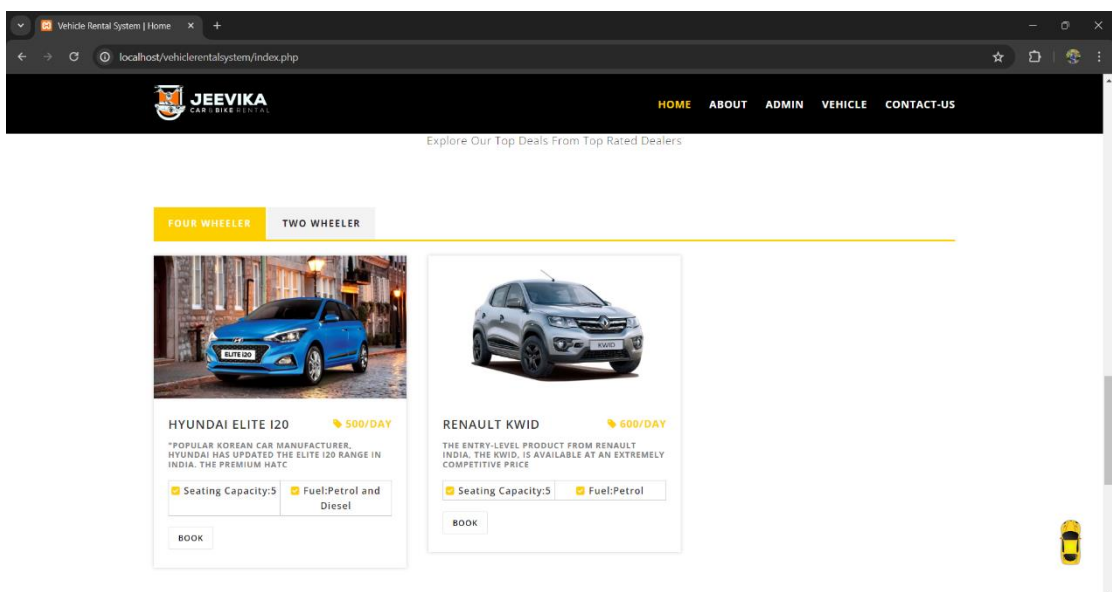 Vehicle Rental System | Home
localhost/vehiclerentalsystem/index.php
JEEVIKA
CAR & BIKE RENTAL
HOME ABOUT ADMIN VEHICLE CONTACT-US
Explore Our Top Deals From Top Rated Dealers
FOUR WHEELER TWO WHEELER
ELITE i20
KWID
HYUNDAI ELITE I20 500/DAY
"POPULAR KOREAN CAR MANUFACTURER,
HYUNDAI HAS UPDATED THE ELITE I20 RANGE IN
INDIA. THE PREMIUM HATC
Seating Capacity:5 Fuel:Petrol and
Diesel
BOOK
RENAULT KWID 600/DAY
THE ENTRY-LEVEL PRODUCT FROM RENAULT
INDIA, THE KWID, IS AVAILABLE AT AN EXTREMELY
COMPETITIVE PRICE
Seating Capacity:5 Fuel:Petrol
BOOK